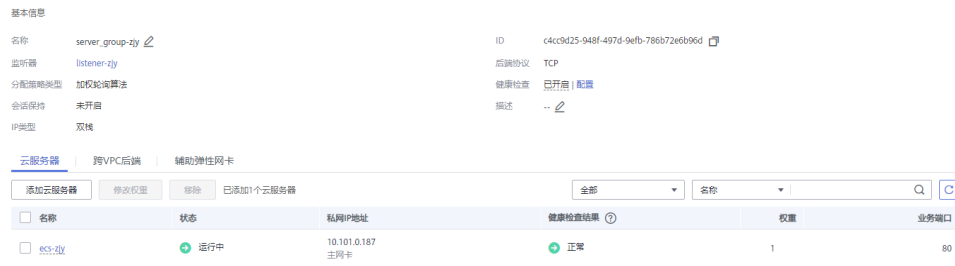 基本信息
名称 server_group-zjy ID c4cc9d25-948f-497d-9efb-786b72e6b96d
监听器 listener-zjy 后端协议 TCP
分配策略类型 加权轮询算法 健康检查 已开启 | 配置
会话保持 未开启 描述 --
IP类型 双栈
云服务器 跨VPC后端 辅助弹性网卡
添加云服务器 修改权重 移除 已添加1个云服务器 全部 名称
名称 状态 私网IP地址 健康检查结果 权重 业务端口
ecs-zjy 运行中 10.101.0.187 正常 1 80
主网卡